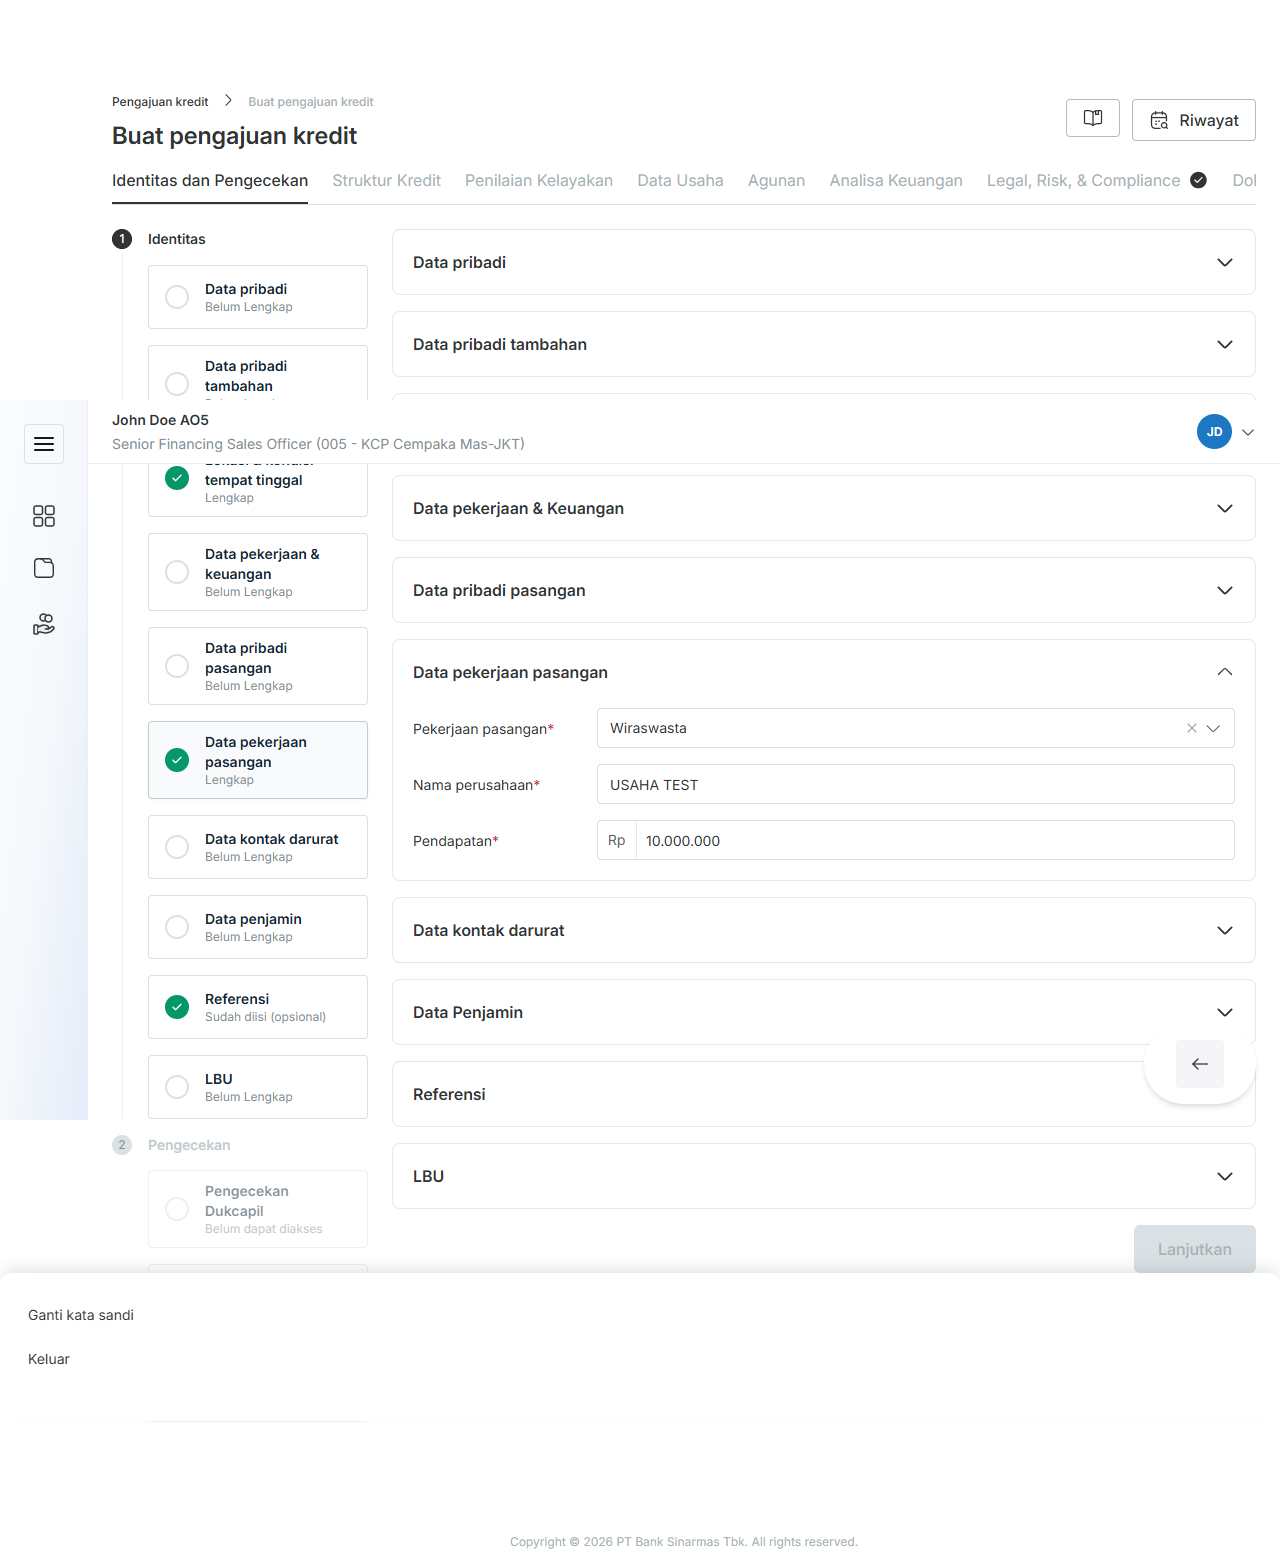 Pengajuan kredit
Buat pengajuan kredit
Buat pengajuan kredit
Riwayat
Identitas dan Pengecekan
Struktur Kredit
Penilaian Kelayakan
Data Usaha
Agunan
Analisa Keuangan
Legal, Risk, & Compliance
Dol
1
Identitas
Data pribadi
Belum Lengkap
Data pribadi
tambahan
John Doe AO5
Senior Financing Sales Officer (005 - KCP Cempaka Mas-JKT)
JD
tempat tinggal
Lengkap
Data pekerjaan &
keuangan
Belum Lengkap
Data pribadi
pasangan
Belum Lengkap
Data pekerjaan
pasangan
Lengkap
Data kontak darurat
Belum Lengkap
Data penjamin
Belum Lengkap
Referensi
Sudah diisi (opsional)
LBU
Belum Lengkap
2
Pengecekan
Pengecekan
Dukcapil
Belum dapat diakses
Data pribadi
Data pribadi tambahan
Data pekerjaan & Keuangan
Data pribadi pasangan
Data pekerjaan pasangan
Pekerjaan pasangan*
Wiraswasta
Nama perusahaan*
USAHA TEST
Pendapatan*
Rp
10.000.000
Data kontak darurat
Data Penjamin
Referensi
LBU
Lanjutkan
Ganti kata sandi
Keluar
Copyright © 2026 PT Bank Sinarmas Tbk. All rights reserved.